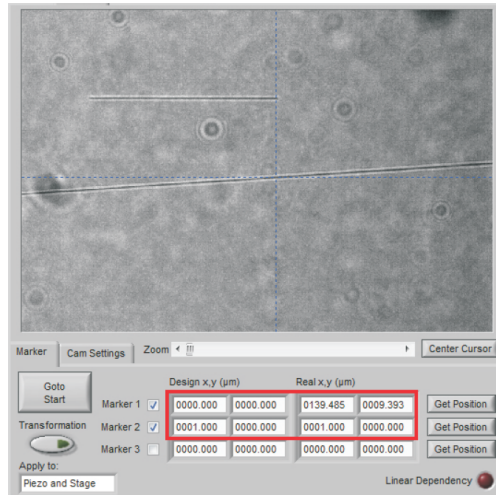 Marker Cam Settings Zoom Center Cursor
Design x,y (µm) Real x,y (µm)
Goto
Start
Marker 1 0000.000 0000.000 0139.485 0009.393 Get Position
Transformation
Marker 2 0001.000 0000.000 0001.000 0000.000 Get Position
Marker 3 0000.000 0000.000 0000.000 0000.000 Get Position
Apply to:
Piezo and Stage
Linear Dependency